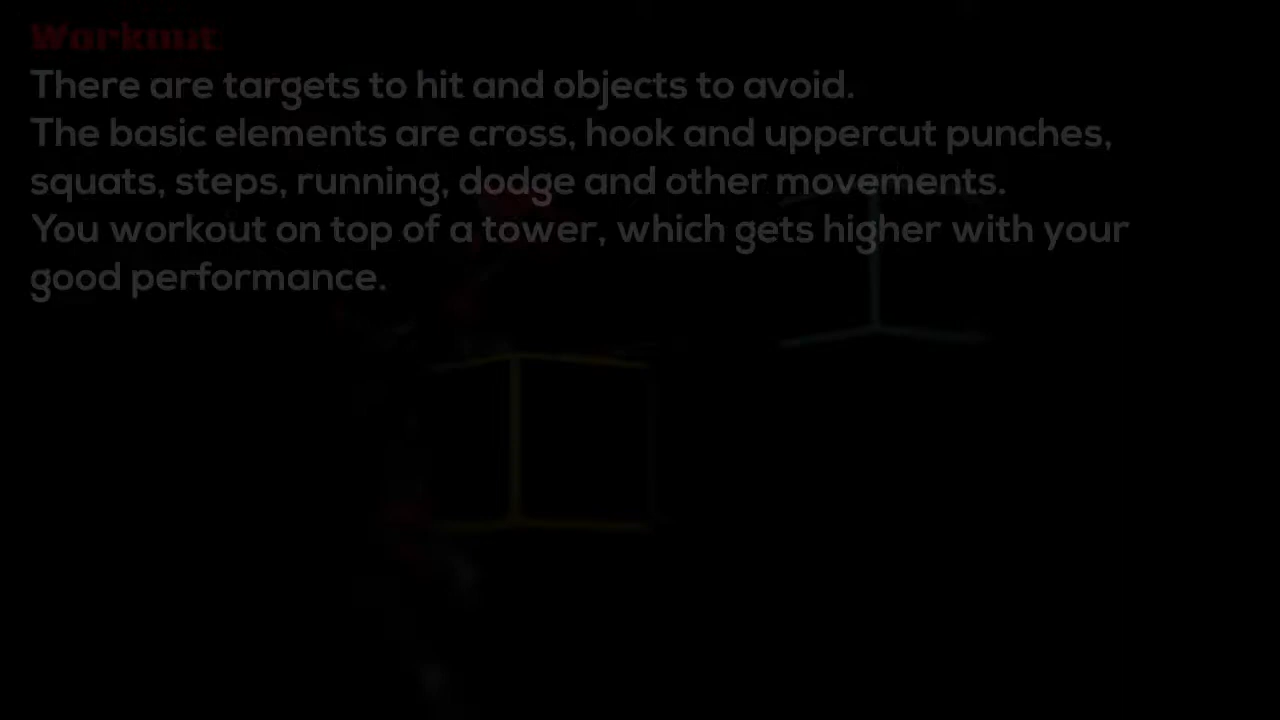 Workout
There are targets to hit and objects to avoid.
The basic elements are cross, hook and uppercut punches,
squats, steps, running, dodge and other movements.
You workout on top of a tower, which gets higher with your
good performance.